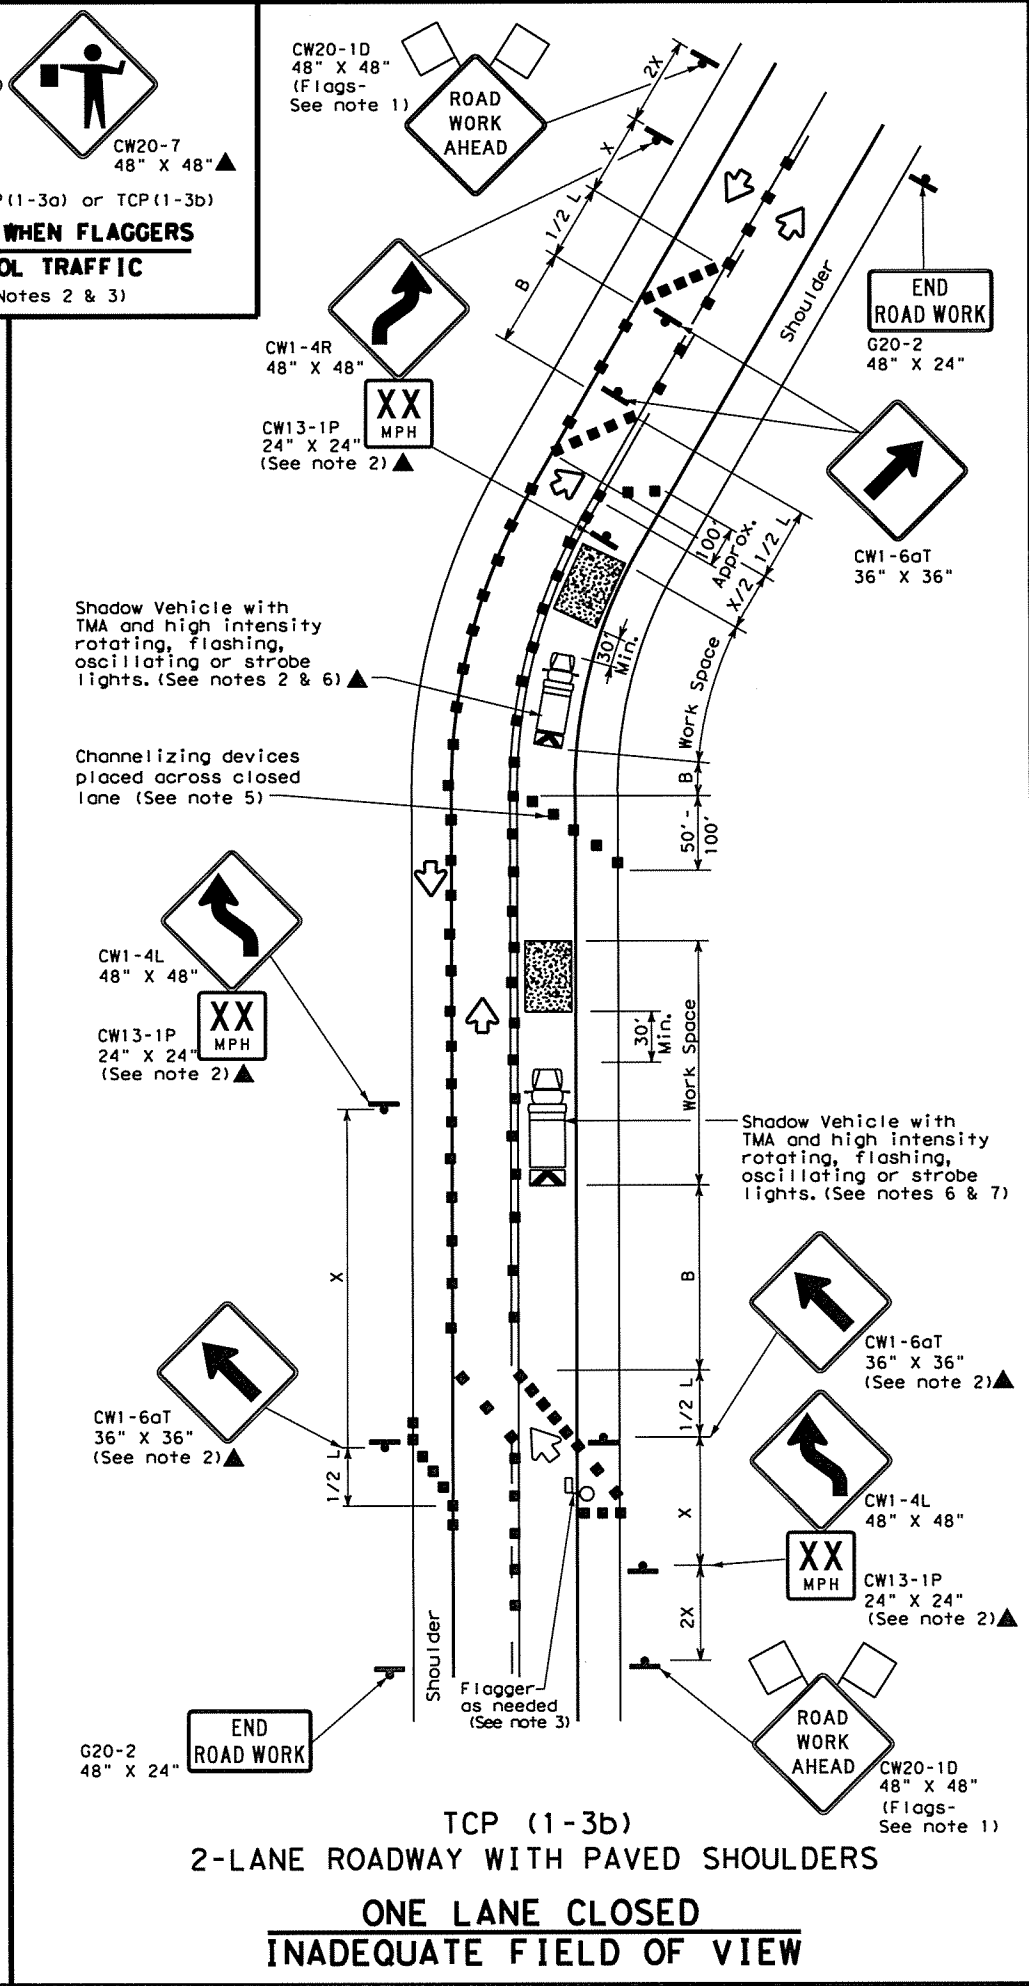 CW20-7
48" X 48"▲
(1-3a) or TCP(1-3b)
WHEN FLAGGERS
OL TRAFFIC
Notes 2 & 3)
CW20-1D
48" X 48"
(Flags-
See note 1)
ROAD
WORK
AHEAD
2X
X
1/2 L
B
Shoulder
END
ROAD WORK
G20-2
48" X 24"
CW1-4R
48" X 48"
XX
MPH
CW13-1P
24" X 24"
(See note 2)▲
CW1-6aT
36" X 36"
100'
Approx.
1/2 L
X/2
Shadow Vehicle with
TMA and high intensity
rotating, flashing,
oscillating or strobe
lights. (See notes 2 & 6)▲
30'
Min.
Work Space
B
Channelizing devices
placed across closed
lane (See note 5)
50'-
100'
CW1-4L
48" X 48"
XX
MPH
CW13-1P
24" X 24"
(See note 2)▲
30'
Min.
Work Space
Shadow Vehicle with
TMA and high intensity
rotating, flashing,
oscillating or strobe
lights. (See notes 6 & 7)
X
B
CW1-6aT
36" X 36"
(See note 2)▲
CW1-6aT
36" X 36"
(See note 2)▲
1/2 L
1/2 L
X
CW1-4L
48" X 48"
XX
MPH
CW13-1P
24" X 24"
(See note 2)▲
2X
Shoulder
Flagger
as needed
(See note 3)
END
ROAD WORK
G20-2
48" X 24"
ROAD
WORK
AHEAD
CW20-1D
48" X 48"
(Flags-
See note 1)
TCP (1-3b)
2-LANE ROADWAY WITH PAVED SHOULDERS
ONE LANE CLOSED
INADEQUATE FIELD OF VIEW